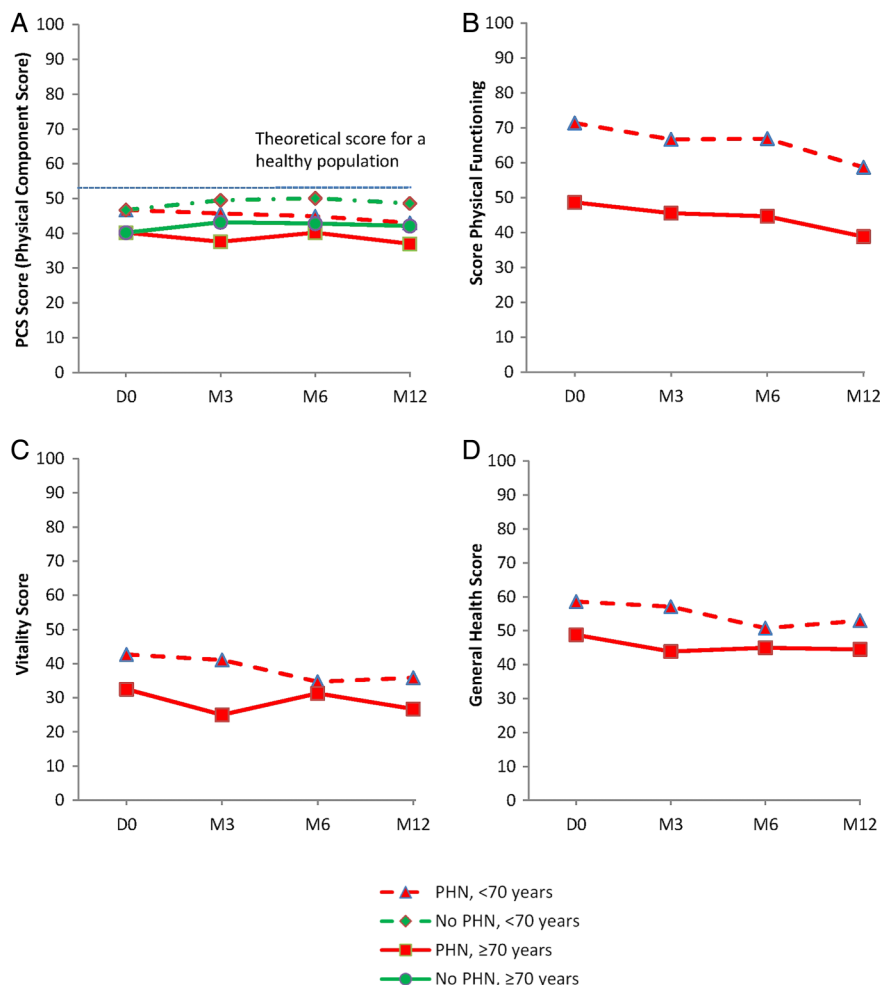 A
PCS Score (Physical Component Score)
100
90
80
70
60
50
40
30
20
10
0
Theoretical score for a
healthy population
D0 M3 M6 M12
B
Score Physical Functioning
100
90
80
70
60
50
40
30
20
10
0
D0 M3 M6 M12
C
Vitality Score
100
90
80
70
60
50
40
30
20
10
0
D0 M3 M6 M12
D
General Health Score
100
90
80
70
60
50
40
30
20
10
0
D0 M3 M6 M12
PHN, <70 years
No PHN, <70 years
PHN, ≥70 years
No PHN, ≥70 years